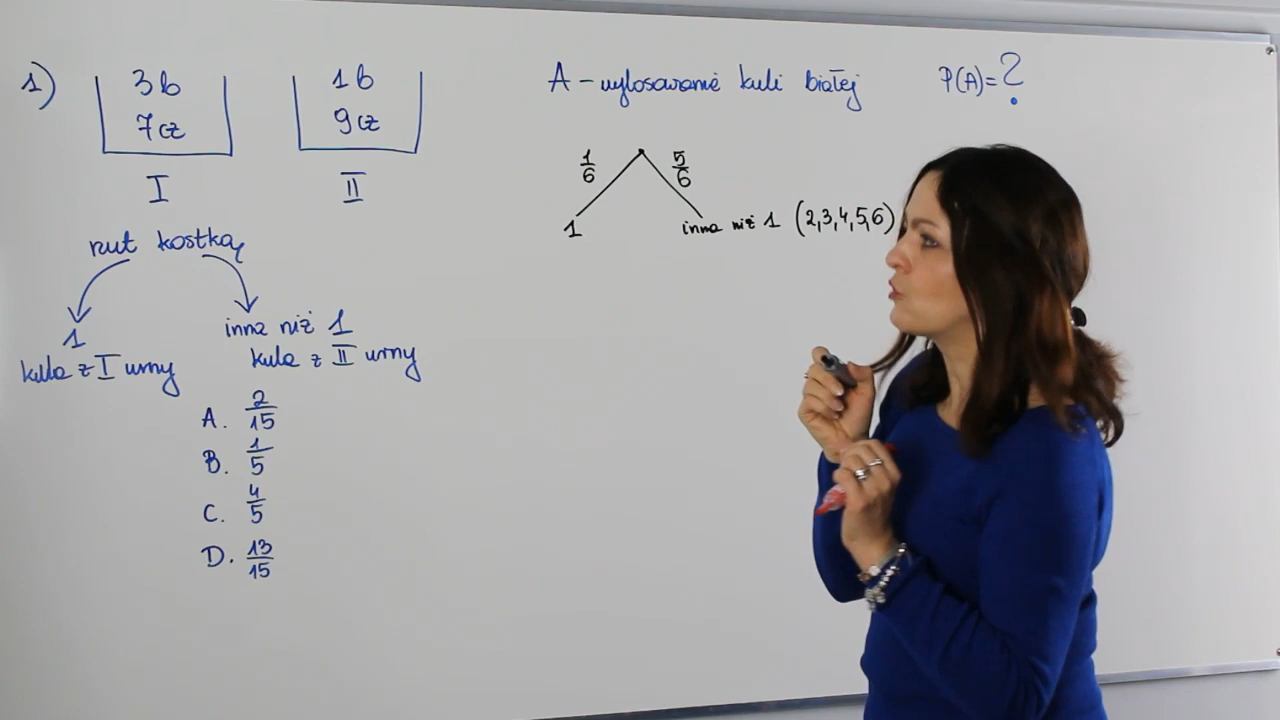 1)
3b
7cz
I
1b
9cz
II
rzut kostką
1
kula z I urny
inna niż 1
kula z II urny
A. 2/15
B. 1/5
C. 4/5
D. 13/15
A - wylosowanie kuli białej P(A)=?
1/6 5/6
1 inna niż 1 (2,3,4,5,6)